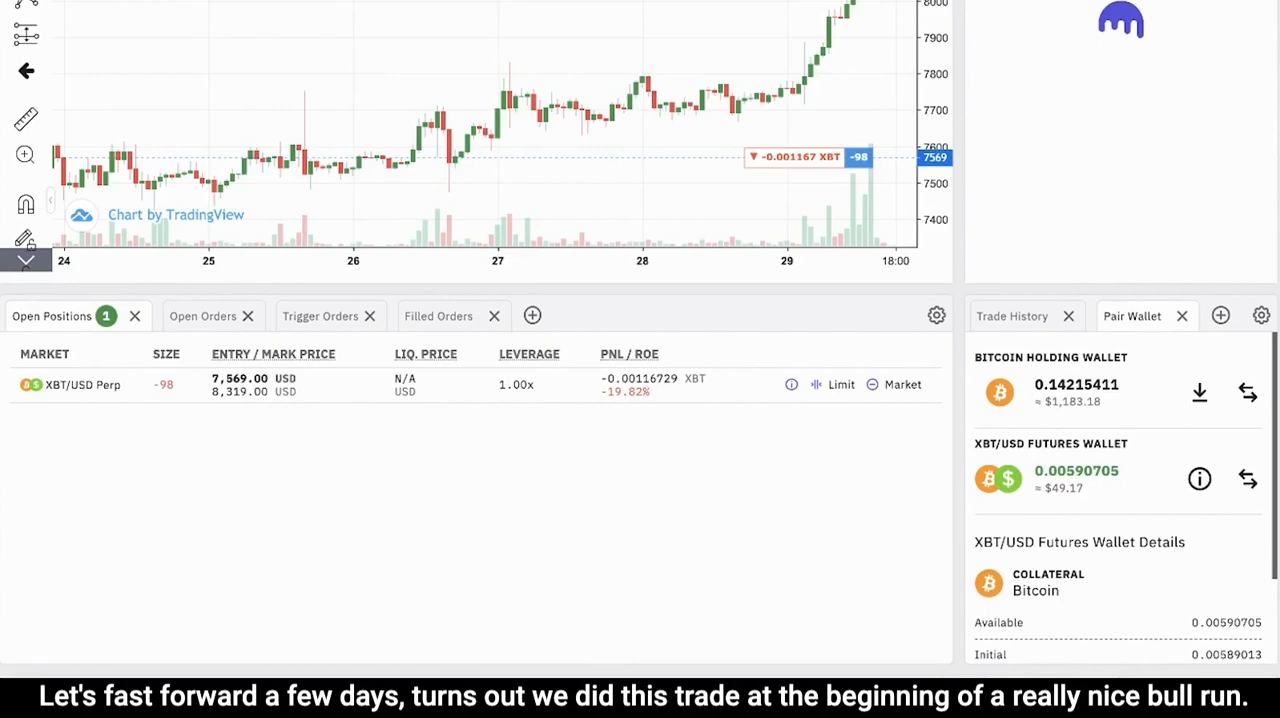 8000
7900
7800
7700
7600
▼ -0.001167 XBT -98
7569
7500
7400
Chart by TradingView
24 25 26 27 28 29 18:00
Open Positions 1
Open Orders
Trigger Orders
Filled Orders
MARKET SIZE ENTRY / MARK PRICE LIQ. PRICE LEVERAGE PNL / ROE
XBT/USD Perp -98 7,569.00 USD N/A 1.00x -0.00116729 XBT Limit Market
8,319.00 USD USD -19.82%
Trade History
Pair Wallet
BITCOIN HOLDING WALLET
0.14215411
≈ $1,183.18
XBT/USD FUTURES WALLET
0.00590705
≈ $49.17
XBT/USD Futures Wallet Details
COLLATERAL
Bitcoin
Available 0.00590705
Initial 0.00589013
Let's fast forward a few days, turns out we did this trade at the beginning of a really nice bull run.